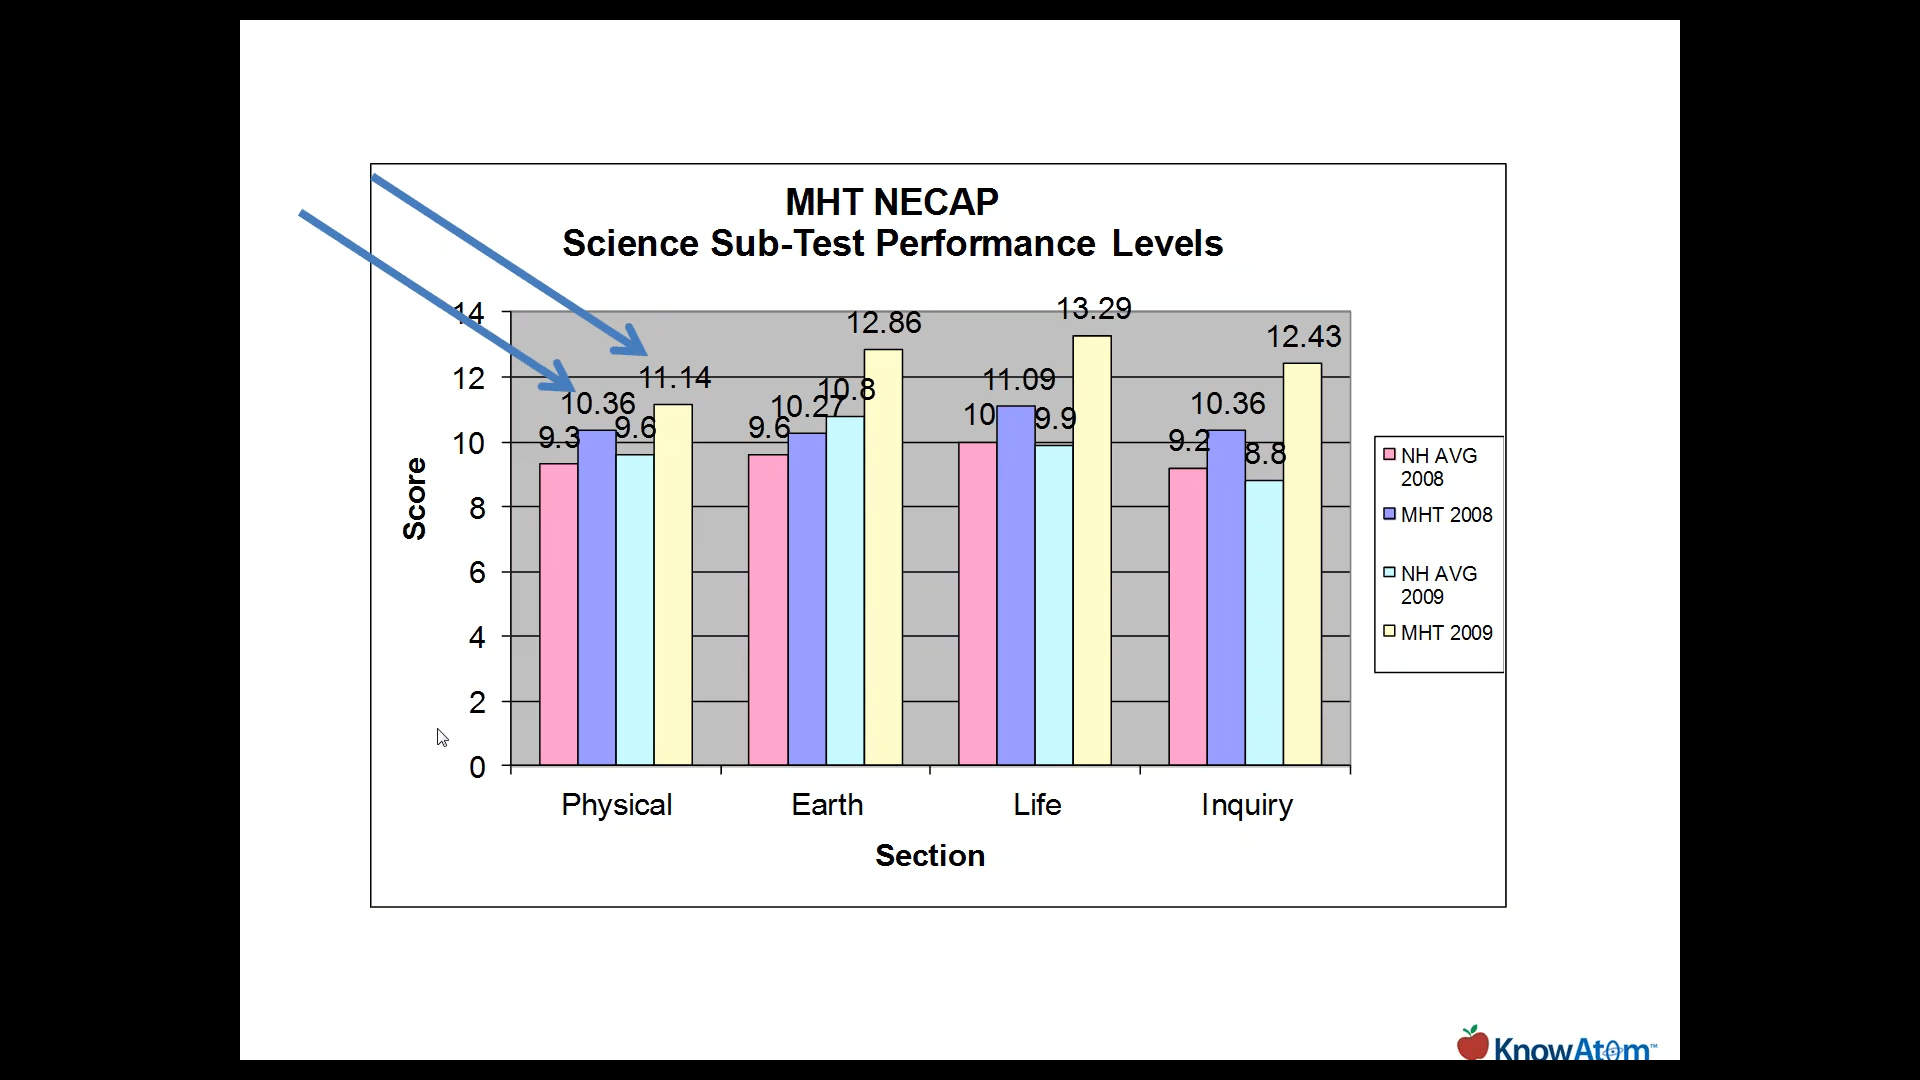 MHT NECAP
Science Sub-Test Performance Levels
14
12
10
8
6
4
2
0
Score
9.3
10.36
9.6
11.14
9.6
10.27
10.8
12.86
10
11.09
9.9
13.29
9.2
10.36
8.8
12.43
Physical
Earth
Life
Inquiry
Section
NH AVG
2008
MHT 2008
NH AVG
2009
MHT 2009
KnowAtom™